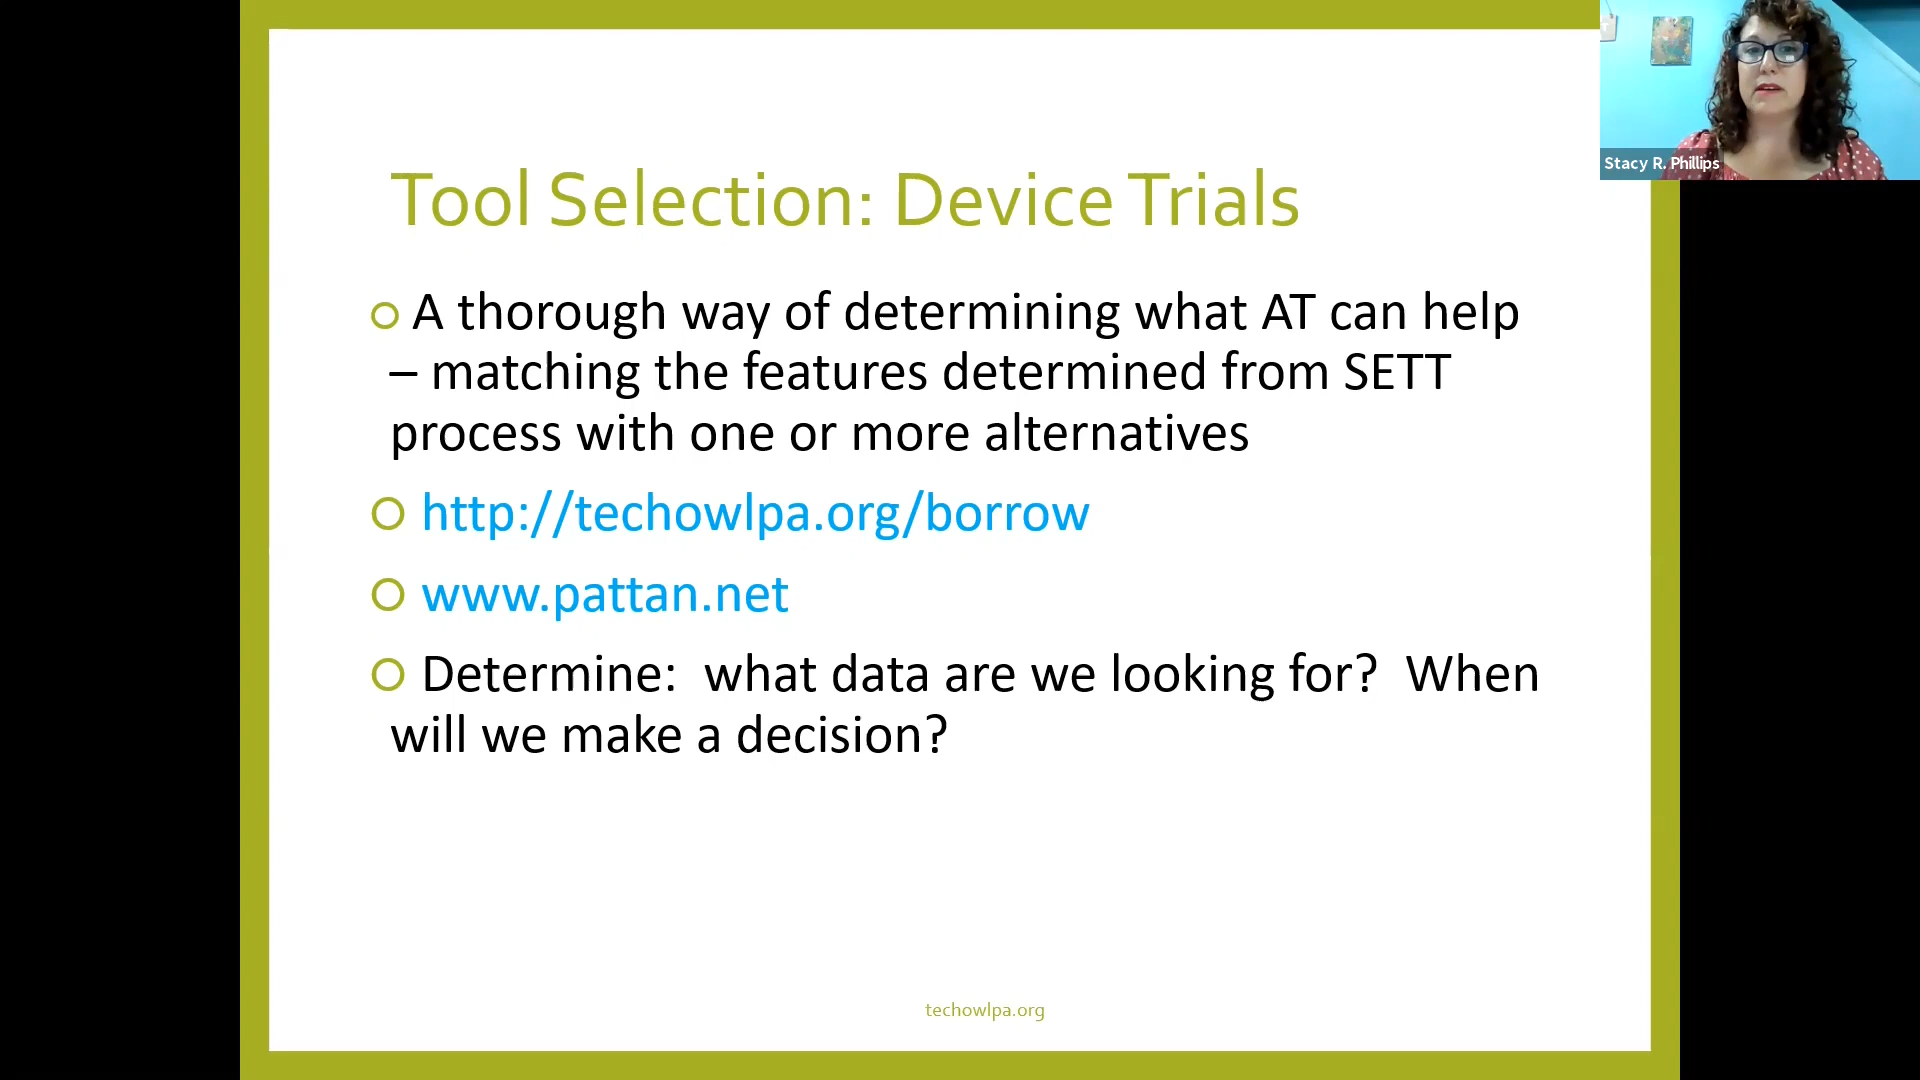 Stacy R. Phillips
Tool Selection: Device Trials
A thorough way of determining what AT can help
– matching the features determined from SETT
process with one or more alternatives
http://techowlpa.org/borrow
www.pattan.net
Determine:  what data are we looking for?  When
will we make a decision?
techowlpa.org